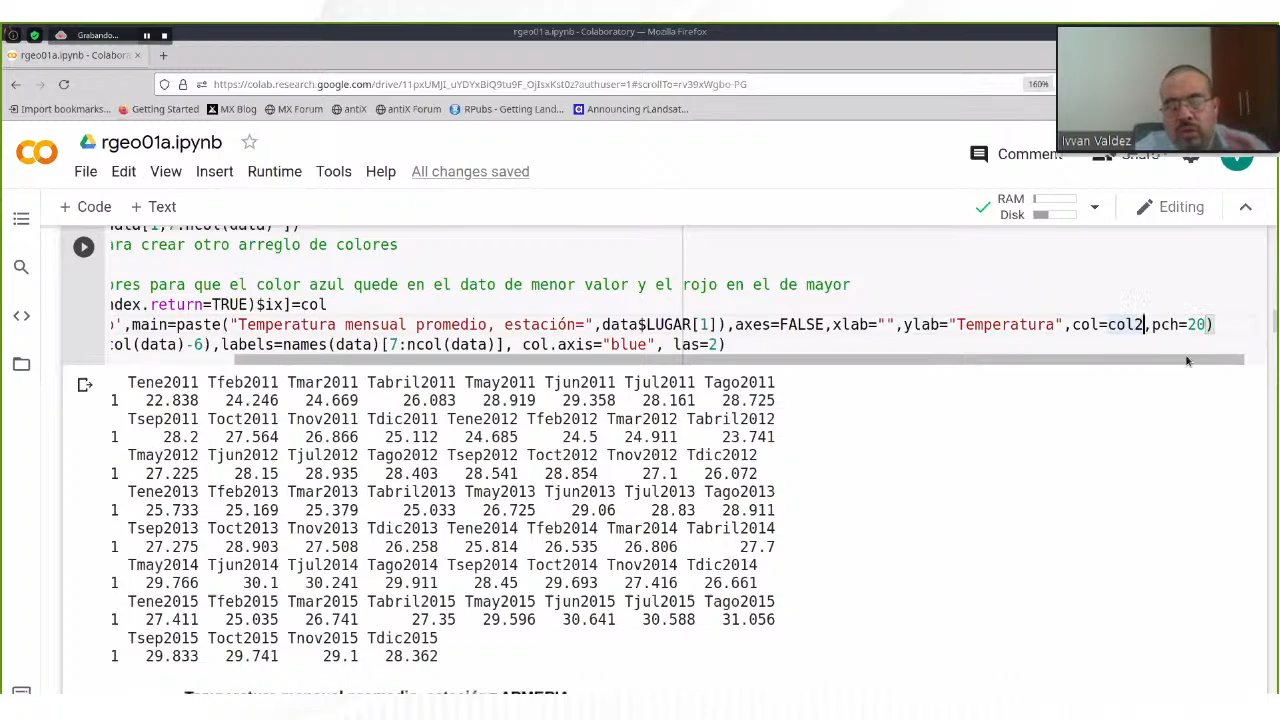 Grabando...
rgeo01a.ipynb - Colaboratory — Mozilla Firefox
rgeo01a.ipynb - Colabora
https://colab.research.google.com/drive/11pxUMJI_uYDYxBiQ9tu9F_OjIsxKst0z?authuser=1#scrollTo=rv39xWgbo-PG
160%
Import bookmarks... Getting Started MX Blog MX Forum antiX antiX Forum RPubs - Getting Land... Announcing rLandsat...
Ivvan Valdez
rgeo01a.ipynb
Comment
File Edit View Insert Runtime Tools Help All changes saved
+ Code + Text
RAM
Disk
Editing
ara crear otro arreglo de colores
ores para que el color azul quede en el dato de menor valor y el rojo en el de mayor
ndex.return=TRUE)$ix]=col
',main=paste("Temperatura mensual promedio, estación=",data$LUGAR[1]),axes=FALSE,xlab="",ylab="Temperatura",col=col2,pch=20)
col(data)-6),labels=names(data)[7:ncol(data)], col.axis="blue", las=2)
Tene2011 Tfeb2011 Tmar2011 Tabril2011 Tmay2011 Tjun2011 Tjul2011 Tago2011
1 22.838 24.246 24.669 26.083 28.919 29.358 28.161 28.725
Tsep2011 Toct2011 Tnov2011 Tdic2011 Tene2012 Tfeb2012 Tmar2012 Tabril2012
1 28.2 27.564 26.866 25.112 24.685 24.5 24.911 23.741
Tmay2012 Tjun2012 Tjul2012 Tago2012 Tsep2012 Toct2012 Tnov2012 Tdic2012
1 27.225 28.15 28.935 28.403 28.541 28.854 27.1 26.072
Tene2013 Tfeb2013 Tmar2013 Tabril2013 Tmay2013 Tjun2013 Tjul2013 Tago2013
1 25.733 25.169 25.379 25.033 26.725 29.06 28.83 28.911
Tsep2013 Toct2013 Tnov2013 Tdic2013 Tene2014 Tfeb2014 Tmar2014 Tabril2014
1 27.275 28.903 27.508 26.258 25.814 26.535 26.806 27.7
Tmay2014 Tjun2014 Tjul2014 Tago2014 Tsep2014 Toct2014 Tnov2014 Tdic2014
1 29.766 30.1 30.241 29.911 28.45 29.693 27.416 26.661
Tene2015 Tfeb2015 Tmar2015 Tabril2015 Tmay2015 Tjun2015 Tjul2015 Tago2015
1 27.411 25.035 26.741 27.35 29.596 30.641 30.588 31.056
Tsep2015 Toct2015 Tnov2015 Tdic2015
1 29.833 29.741 29.1 28.362